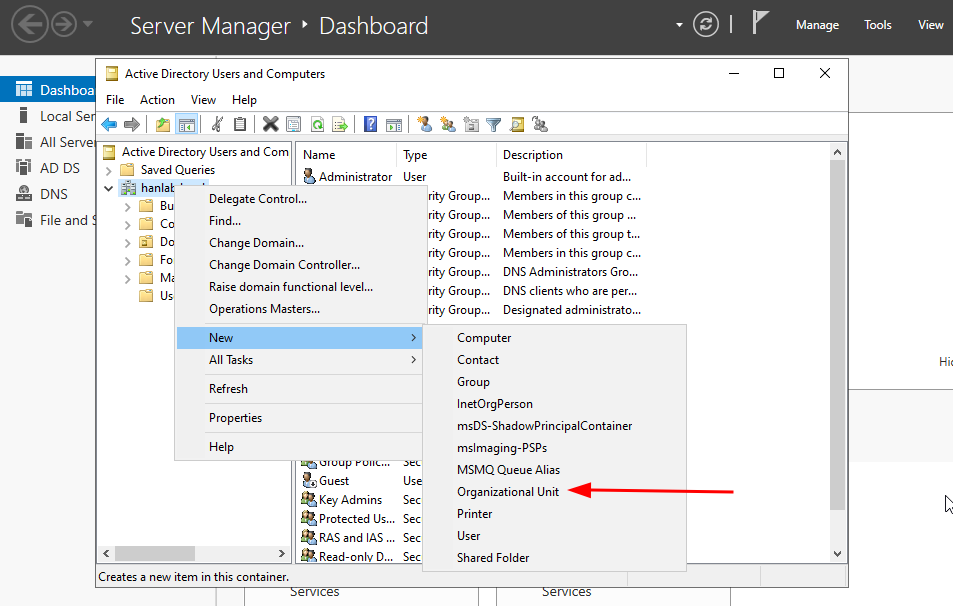 Server Manager ‣ Dashboard
Manage Tools View
Dashboa
Local Ser
All Server
AD DS
DNS
File and S
Active Directory Users and Computers
File Action View Help
Active Directory Users and Com
Saved Queries
hanlab
Bu
Co
Do
Fo
Ma
Us
Name Type Description
Administrator User Built-in account for ad...
rity Group... Members in this group c...
rity Group... Members of this group ...
rity Group... Members of this group t...
rity Group... Members in this group c...
rity Group... DNS Administrators Gro...
rity Group... DNS clients who are per...
rity Group... Designated administrato...
Delegate Control...
Find...
Change Domain...
Change Domain Controller...
Raise domain functional level...
Operations Masters...
New
All Tasks
Refresh
Properties
Help
Computer
Contact
Group
InetOrgPerson
msDS-ShadowPrincipalContainer
msImaging-PSPs
MSMQ Queue Alias
Organizational Unit
Printer
User
Shared Folder
Group Polic... Sec
Guest Use
Key Admins Sec
Protected Us... Sec
RAS and IAS ... Sec
Read-only D... Sec
Creates a new item in this container.
Hid
Services Services